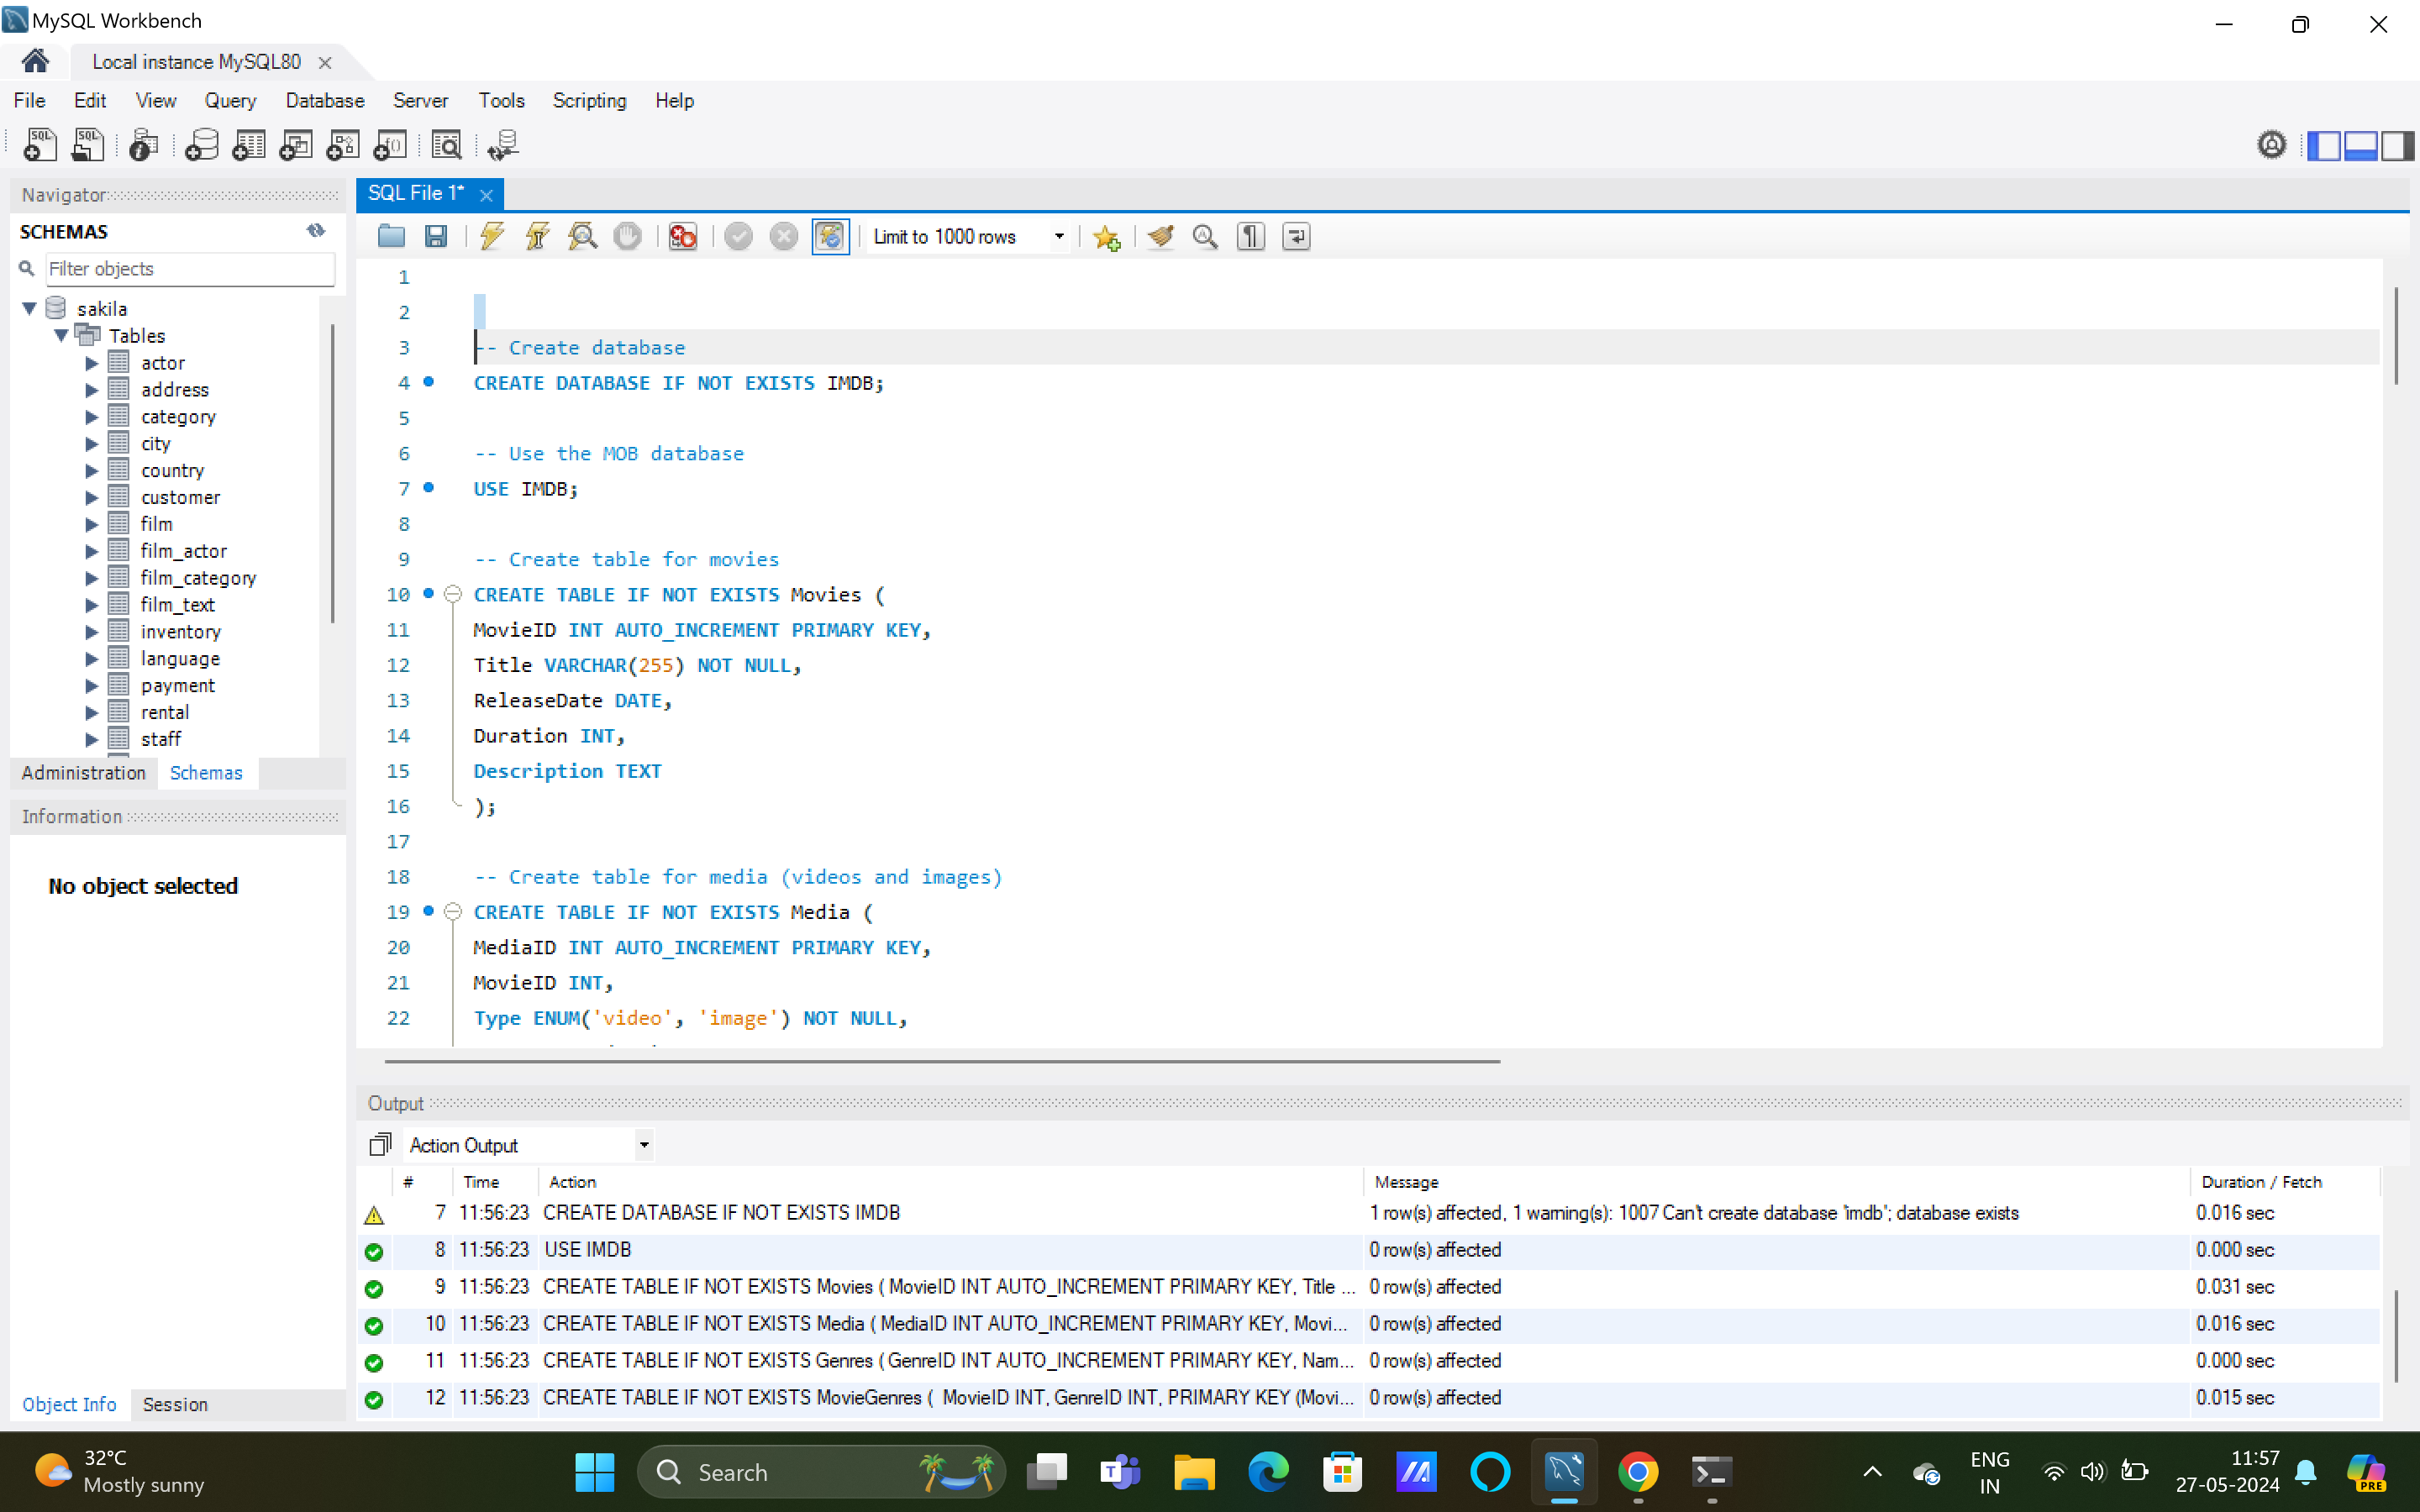 MySQL Workbench
Local instance MySQL80
File Edit View Query Database Server Tools Scripting Help
Navigator
SCHEMAS
Filter objects
sakila
Tables
actor
address
category
city
country
customer
film
film_actor
film_category
film_text
inventory
language
payment
rental
staff
Administration Schemas
Information
No object selected
Object Info Session
SQL File 1*
Limit to 1000 rows
1
2
3 -- Create database
4 CREATE DATABASE IF NOT EXISTS IMDB;
5
6 -- Use the MOB database
7 USE IMDB;
8
9 -- Create table for movies
10 CREATE TABLE IF NOT EXISTS Movies (
11 MovieID INT AUTO_INCREMENT PRIMARY KEY,
12 Title VARCHAR(255) NOT NULL,
13 ReleaseDate DATE,
14 Duration INT,
15 Description TEXT
16 );
17
18 -- Create table for media (videos and images)
19 CREATE TABLE IF NOT EXISTS Media (
20 MediaID INT AUTO_INCREMENT PRIMARY KEY,
21 MovieID INT,
22 Type ENUM('video', 'image') NOT NULL,
Output
Action Output
# Time Action Message Duration / Fetch
7 11:56:23 CREATE DATABASE IF NOT EXISTS IMDB 1 row(s) affected, 1 warning(s): 1007 Can't create database 'imdb'; database exists 0.016 sec
8 11:56:23 USE IMDB 0 row(s) affected 0.000 sec
9 11:56:23 CREATE TABLE IF NOT EXISTS Movies ( MovieID INT AUTO_INCREMENT PRIMARY KEY, Title ... 0 row(s) affected 0.031 sec
10 11:56:23 CREATE TABLE IF NOT EXISTS Media ( MediaID INT AUTO_INCREMENT PRIMARY KEY, Movi... 0 row(s) affected 0.016 sec
11 11:56:23 CREATE TABLE IF NOT EXISTS Genres ( GenreID INT AUTO_INCREMENT PRIMARY KEY, Nam... 0 row(s) affected 0.000 sec
12 11:56:23 CREATE TABLE IF NOT EXISTS MovieGenres ( MovieID INT, GenreID INT, PRIMARY KEY (Movi... 0 row(s) affected 0.015 sec
32°C
Mostly sunny
Search
ENG
IN
11:57
27-05-2024
PRE